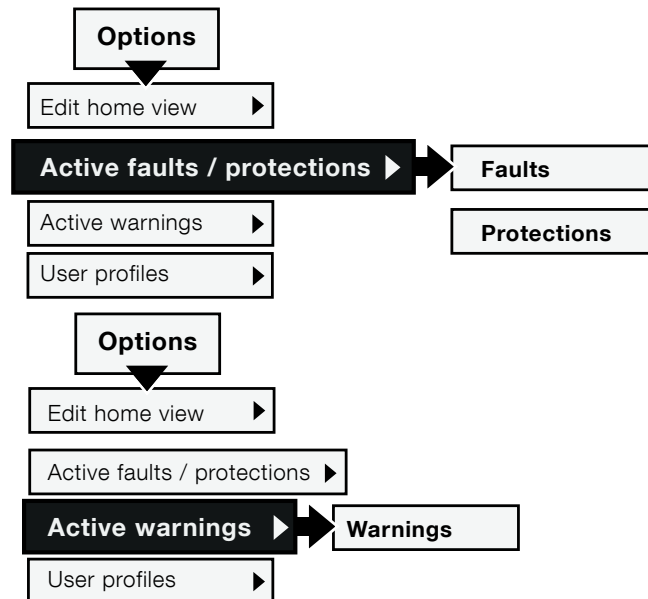 Options
Edit home view
Active faults / protections
Faults
Active warnings
Protections
User profiles
Options
Edit home view
Active faults / protections
Active warnings
Warnings
User profiles